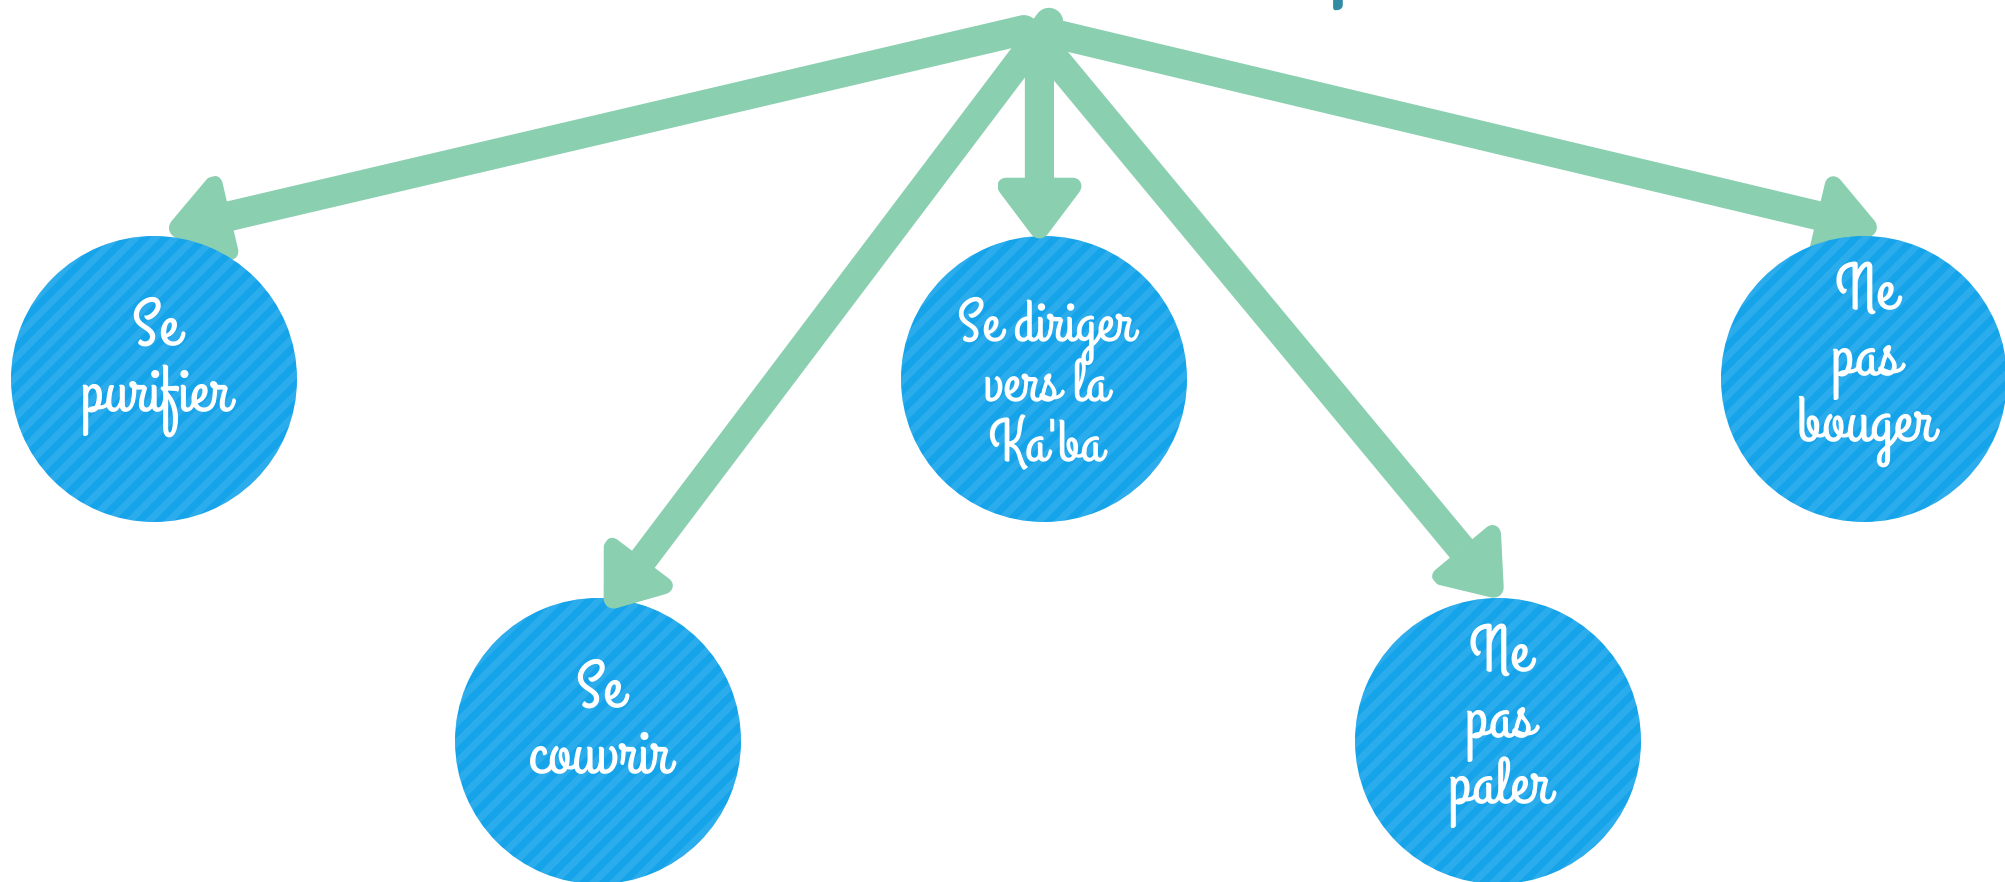 Se
purifier
Se
couvrir
Se diriger
vers la
Ka'ba
Ne
pas
paler
Ne
pas
bouger